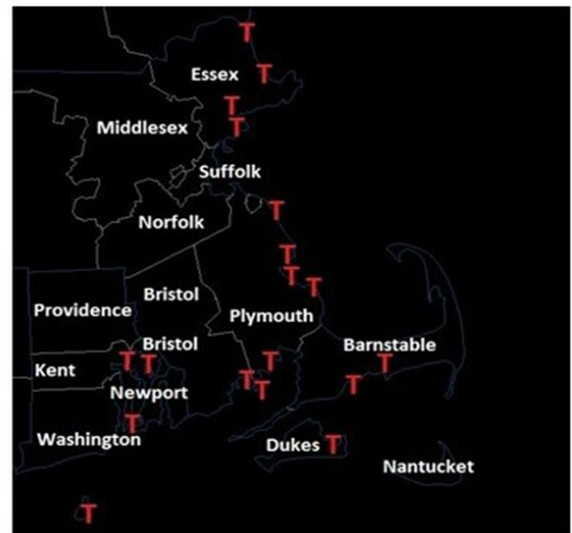 T
Essex T
T
Middlesex T
Suffolk
T
Norfolk
T
T
Bristol T
Providence
Plymouth
Bristol Barnstable
T T T T
Kent T T T
Newport T
T
Washington Dukes T
Nantucket
T